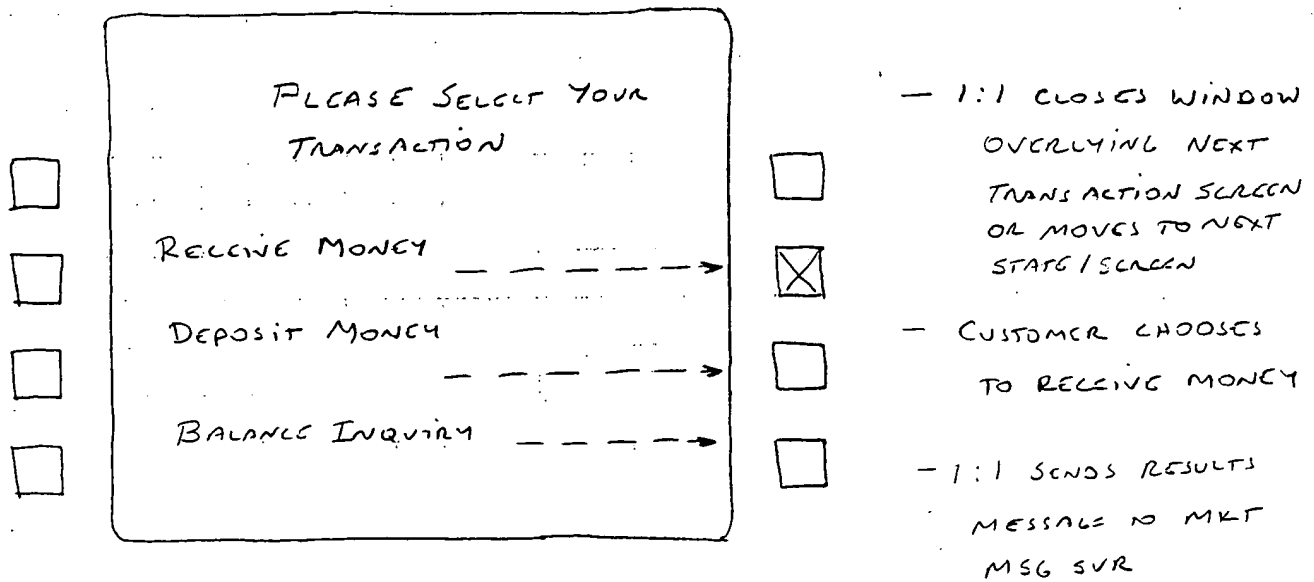 PLEASE SELECT YOUR
TRANSACTION
RECEIVE MONEY
DEPOSIT MONEY
BALANCE INQUIRY
— 1:1 CLOSES WINDOW
OVERLYING NEXT
TRANSACTION SCREEN
OR MOVES TO NEXT
STATE / SCREEN
— CUSTOMER CHOOSES
TO RECEIVE MONEY
— 1:1 SENDS RESULTS
MESSAGE TO MKT
MSG SVR